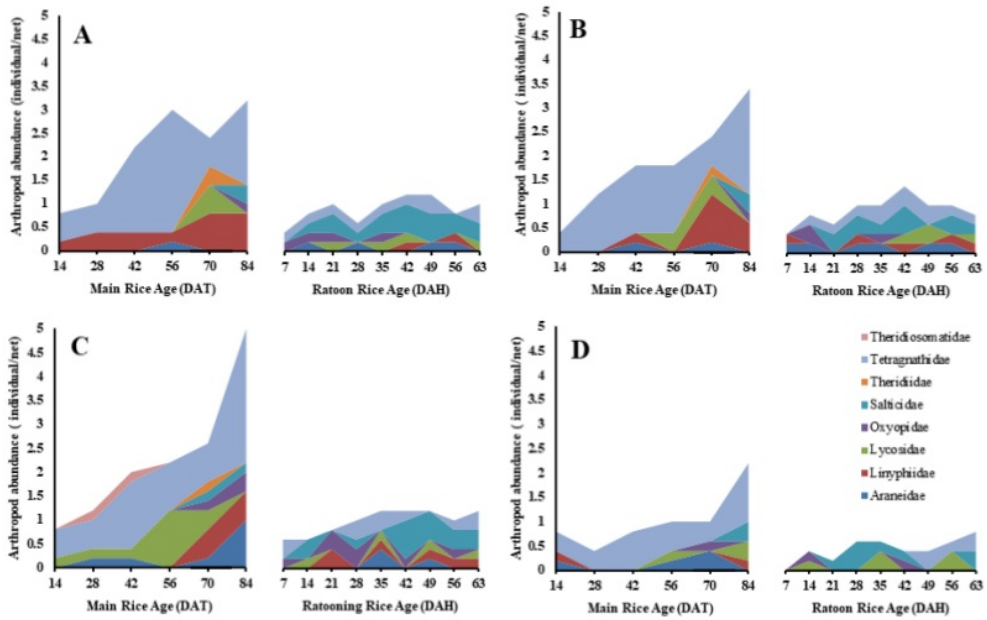 A
Arthropod abundance (individual/net)
5
4.5
4
3.5
3
2.5
2
1.5
1
0.5
0
14 28 42 56 70 84
Main Rice Age (DAT)
7 14 21 28 35 42 49 56 63
Ratoon Rice Age (DAH)
B
Arthropod abundance ( individual/net)
5
4.5
4
3.5
3
2.5
2
1.5
1
0.5
0
14 28 42 56 70 84
Main Rice Age (DAT)
7 14 21 28 35 42 49 56 63
Ratoon Rice Age (DAH)
C
Arthropod abundance ( individual/net)
5
4.5
4
3.5
3
2.5
2
1.5
1
0.5
0
14 28 42 56 70 84
Main Rice Age (DAT)
7 14 21 28 35 42 49 56 63
Ratooning Rice Age (DAH)
D
Arthropod abundance ( individual/net)
5
4.5
4
3.5
3
2.5
2
1.5
1
0.5
0
14 28 42 56 70 84
Main Rice Age (DAT)
7 14 21 28 35 42 49 56 63
Ratoon Rice Age (DAH)
Theridiosomatidae
Tetragnathidae
Theridiidae
Salticidae
Oxyopidae
Lycosidae
Linyphiidae
Araneidae